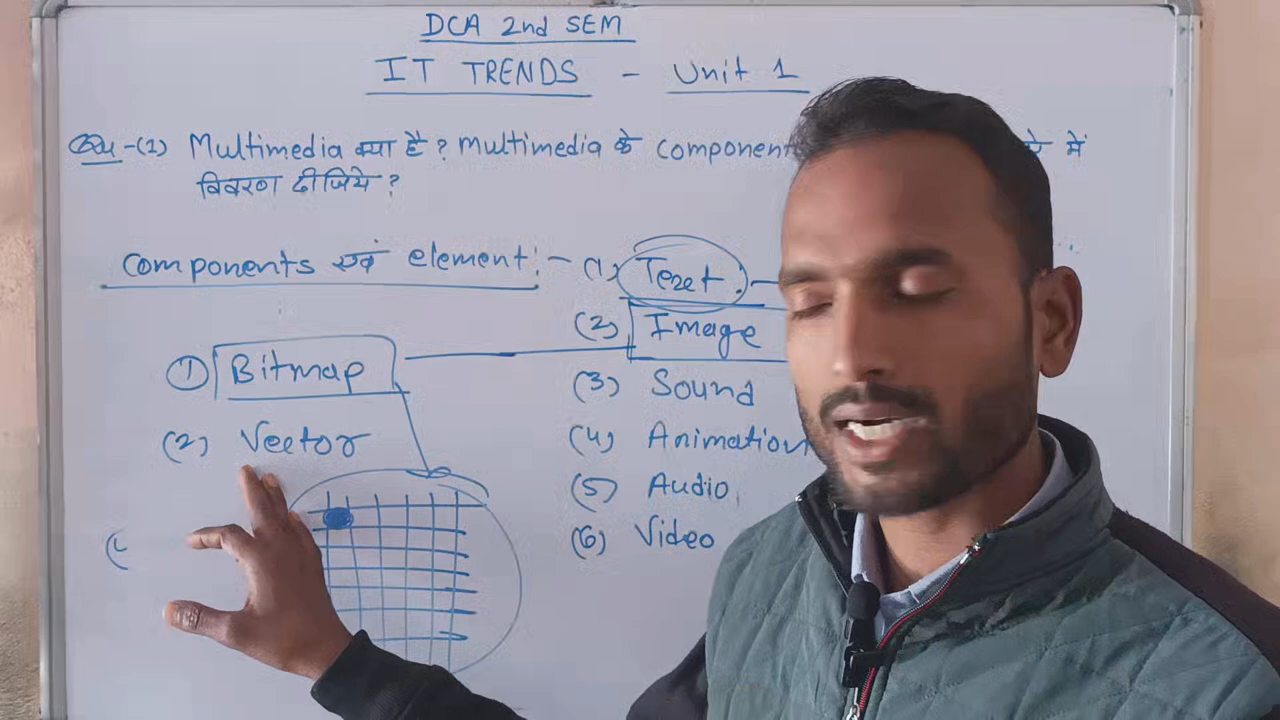 DCA 2nd SEM
IT TRENDS - Unit 1
Que-(1) Multimedia क्या है? multimedia के component में
विवरण दीजिये?
Components एवं element:- (1) Text:-
(2) Image
① Bitmap
(3) Sound
(2) Vector
(4) Animation
(5) Audio
(6) Video